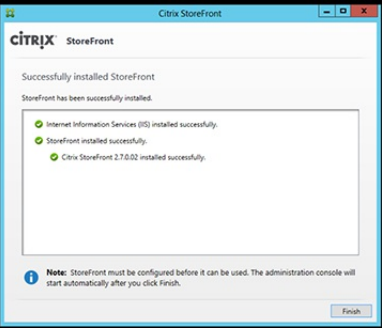 Citrix StoreFront
CITRIX StoreFront
Successfully installed StoreFront
StoreFront has been successfully installed.
Internet Information Services (IIS) installed successfully.
StoreFront installed successfully.
Citrix StoreFront 2.7.0.02 installed successfully.
Note: StoreFront must be configured before it can be used. The administration console will
start automatically after you click Finish.
Finish